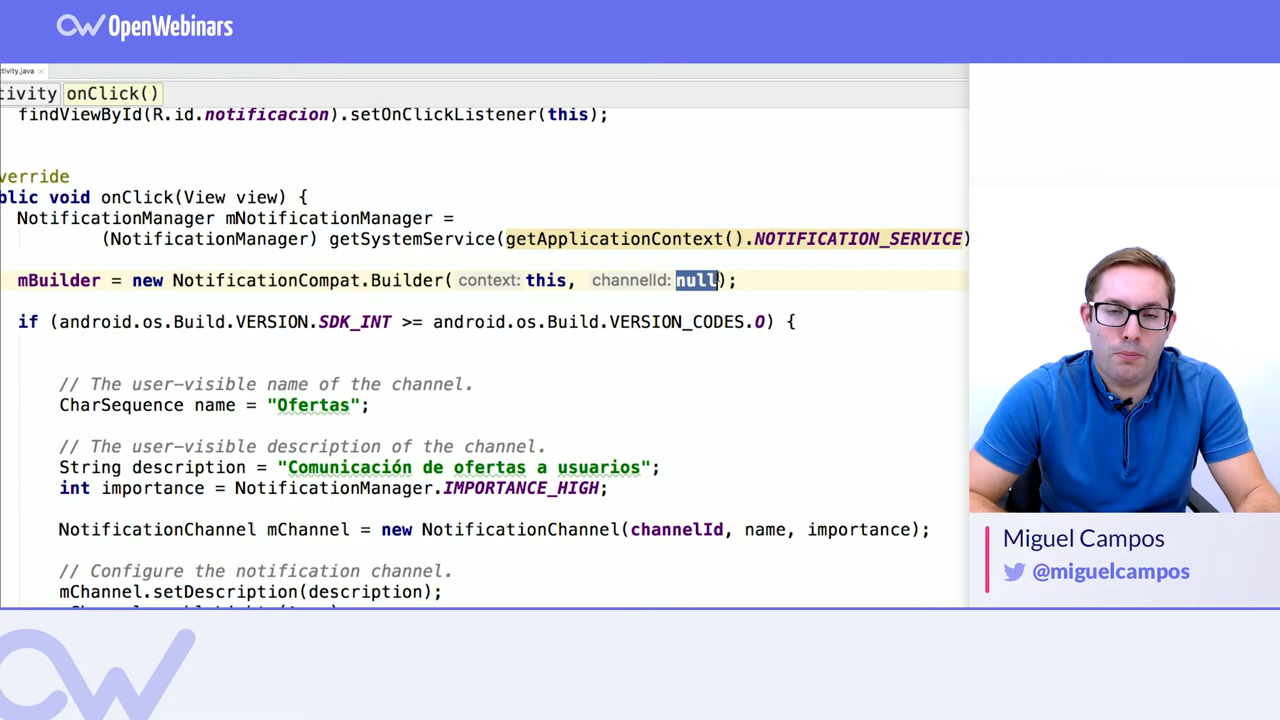 OpenWebinars
tivity.java ×
tivity onClick()
findViewById(R.id.notificacion).setOnClickListener(this);
verride
blic void onClick(View view) {
NotificationManager mNotificationManager =
(NotificationManager) getSystemService(getApplicationContext().NOTIFICATION_SERVICE)
mBuilder = new NotificationCompat.Builder( context: this, channelId: null);
if (android.os.Build.VERSION.SDK_INT >= android.os.Build.VERSION_CODES.O) {
// The user-visible name of the channel.
CharSequence name = "Ofertas";
// The user-visible description of the channel.
String description = "Comunicación de ofertas a usuarios";
int importance = NotificationManager.IMPORTANCE_HIGH;
NotificationChannel mChannel = new NotificationChannel(channelId, name, importance);
// Configure the notification channel.
mChannel.setDescription(description);
Miguel Campos
@miguelcampos